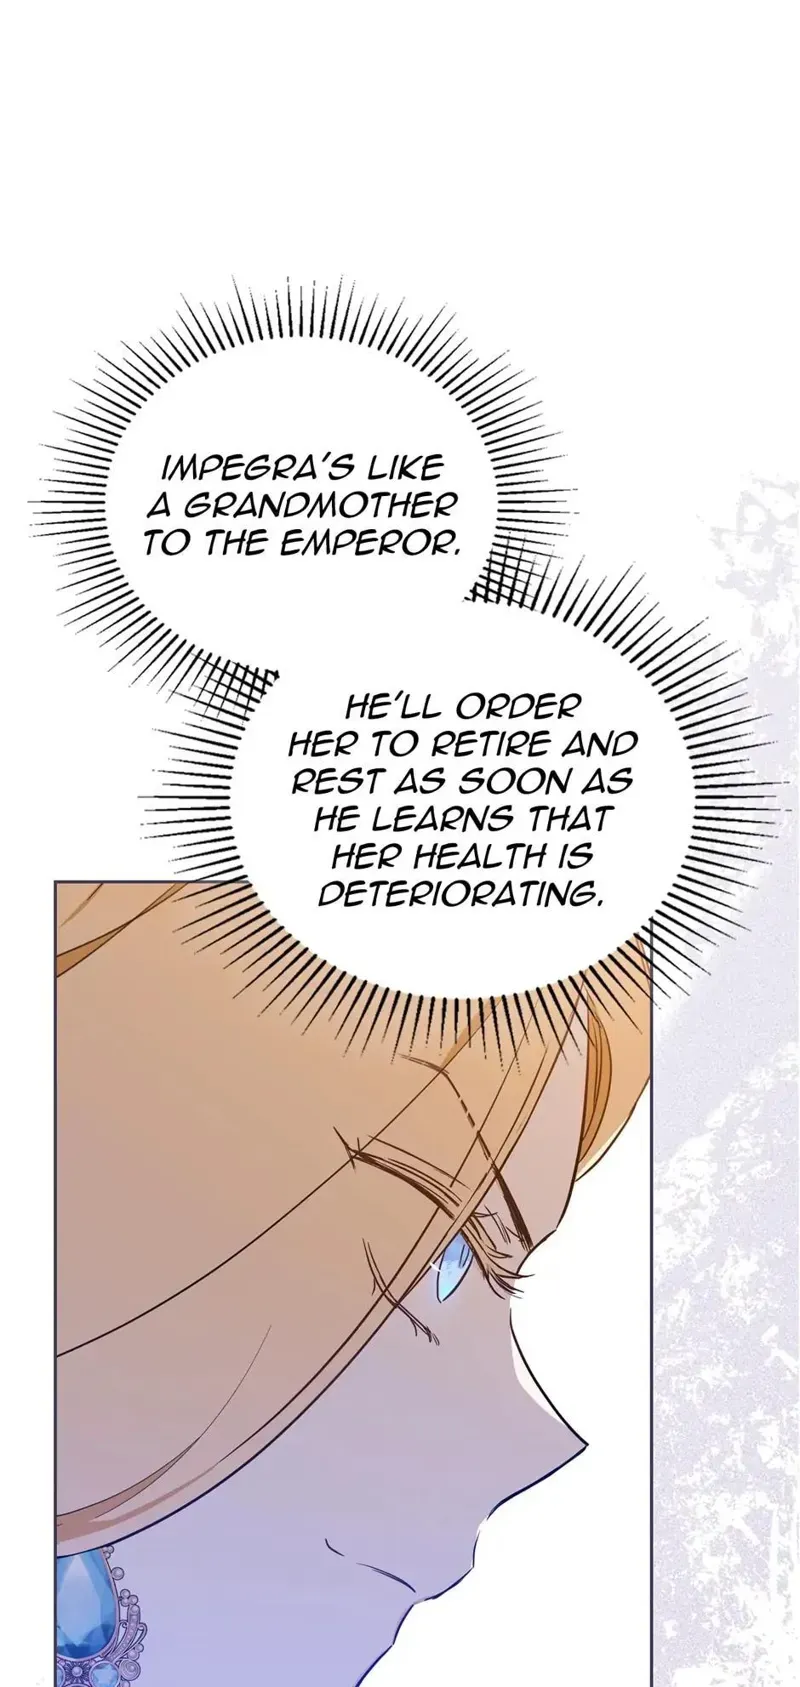 IMPEGRA'S LIKE
A GRANDMOTHER
TO THE EMPEROR.
HE'LL ORDER
HER TO RETIRE AND
REST AS SOON AS
HE LEARNS THAT
HER HEALTH IS
DETERIORATING.